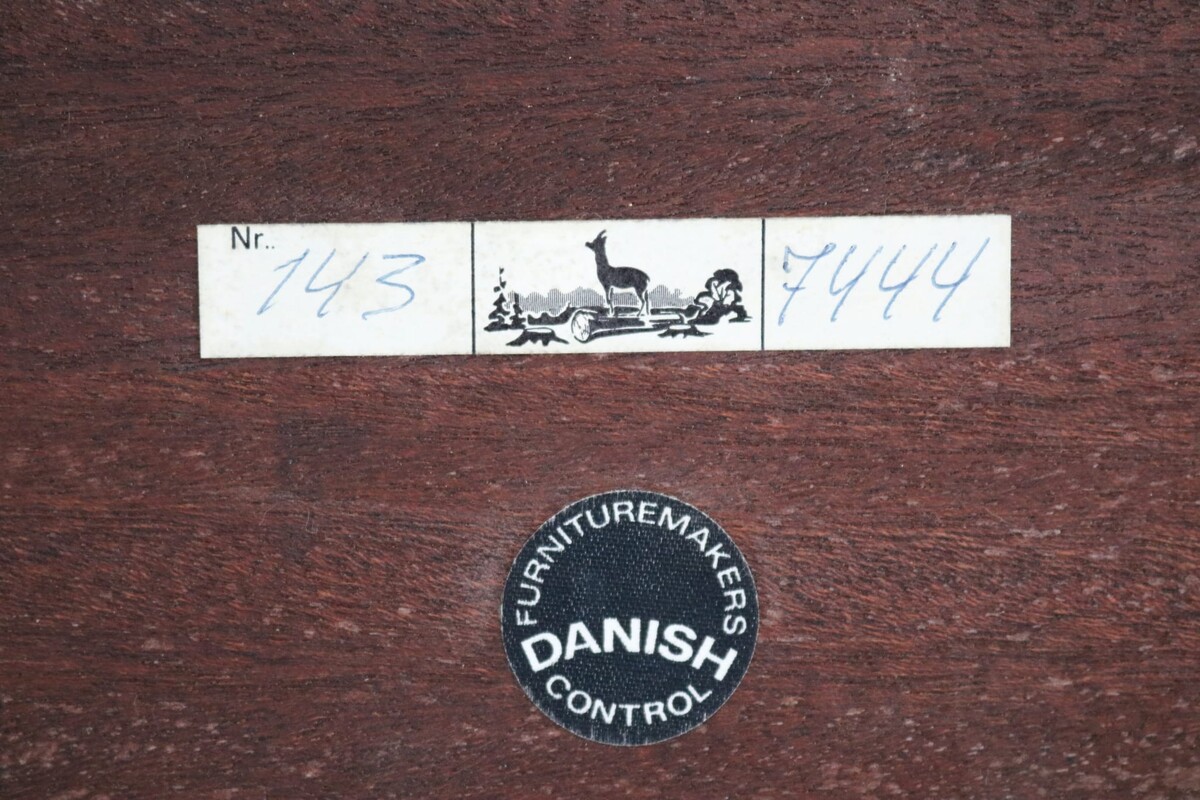 Nr.. 143 7444
FURNITUREMAKERS
DANISH
CONTROL